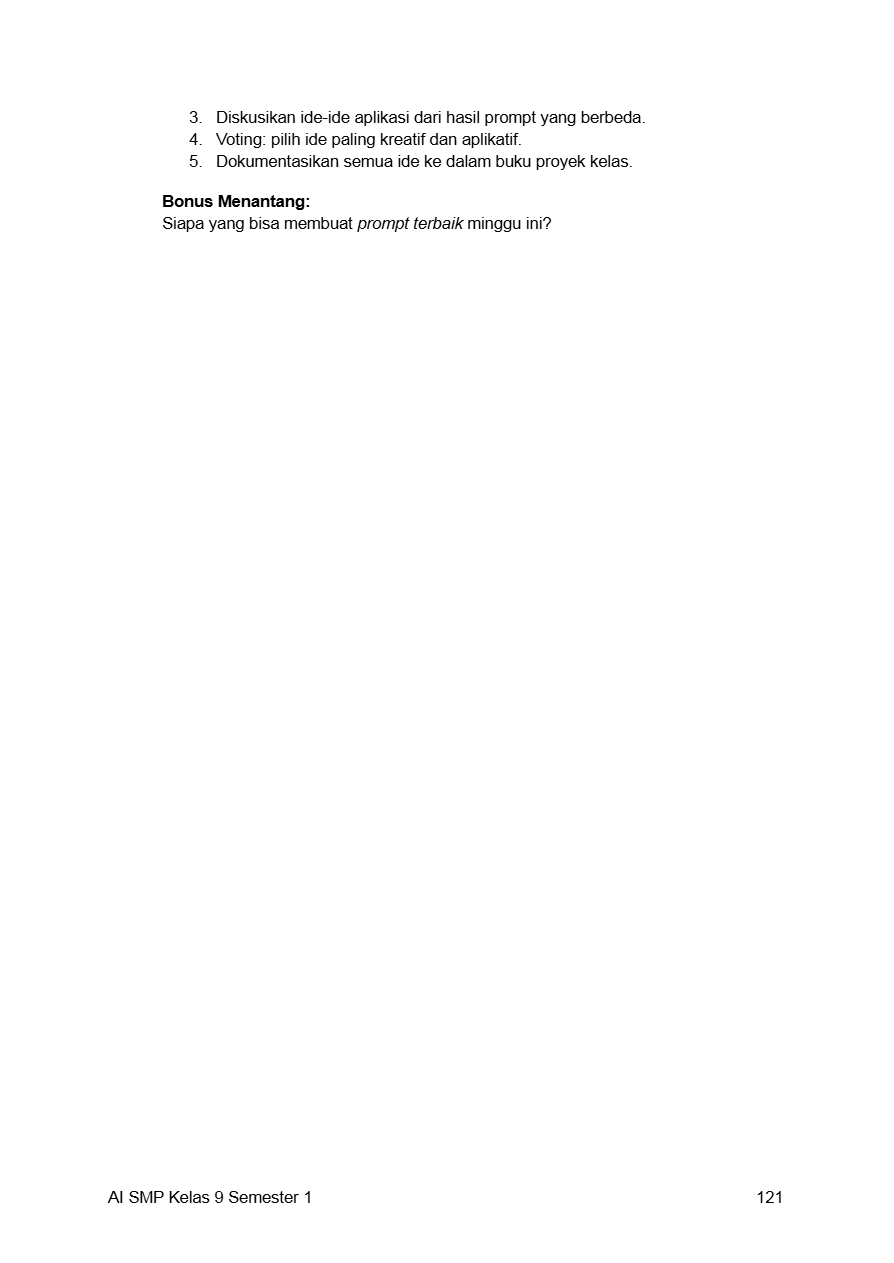 3. Diskusikan ide-ide aplikasi dari hasil prompt yang berbeda.
4. Voting: pilih ide paling kreatif dan aplikatif.
5. Dokumentasikan semua ide ke dalam buku proyek kelas.
Bonus Menantang:
Siapa yang bisa membuat prompt terbaik minggu ini?
AI SMP Kelas 9 Semester 1 121